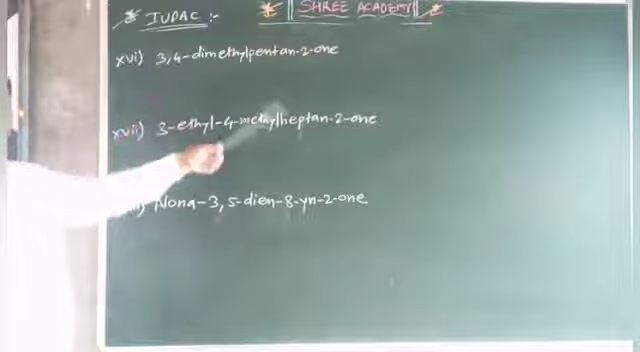 * IUPAC :-
* || SHREE ACADEMY || *
xvi) 3,4-dimethylpentan-2-one
xvii) 3-ethyl-4-methylheptan-2-one
Nona-3,5-dien-8-yn-2-one